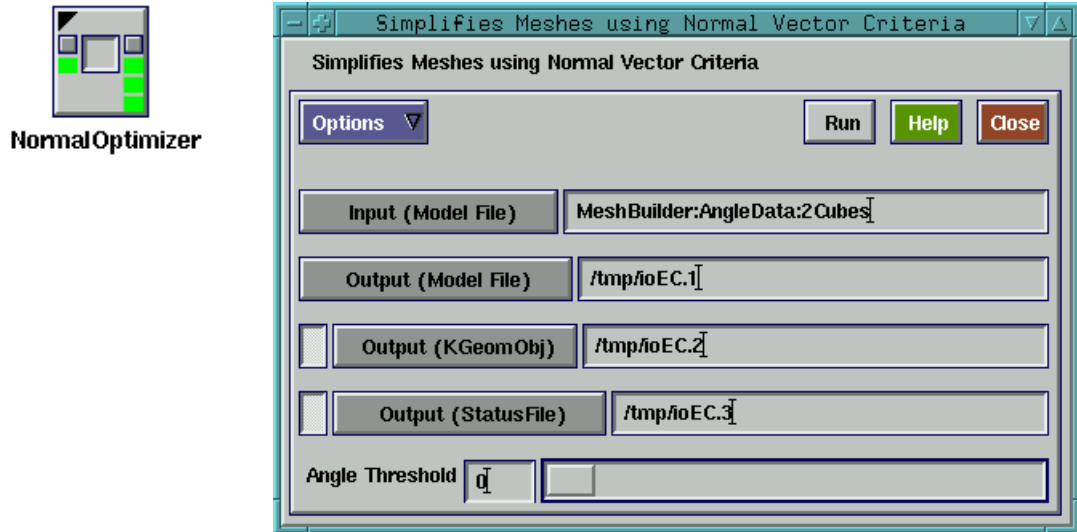 NormalOptimizer
Simplifies Meshes using Normal Vector Criteria
Simplifies Meshes using Normal Vector Criteria
Options Run Help Close
Input (Model File) MeshBuilder:AngleData:2Cubes
Output (Model File) /tmp/ioEC.1
Output (KGeomObj) /tmp/ioEC.2
Output (StatusFile) /tmp/ioEC.3
Angle Threshold 0